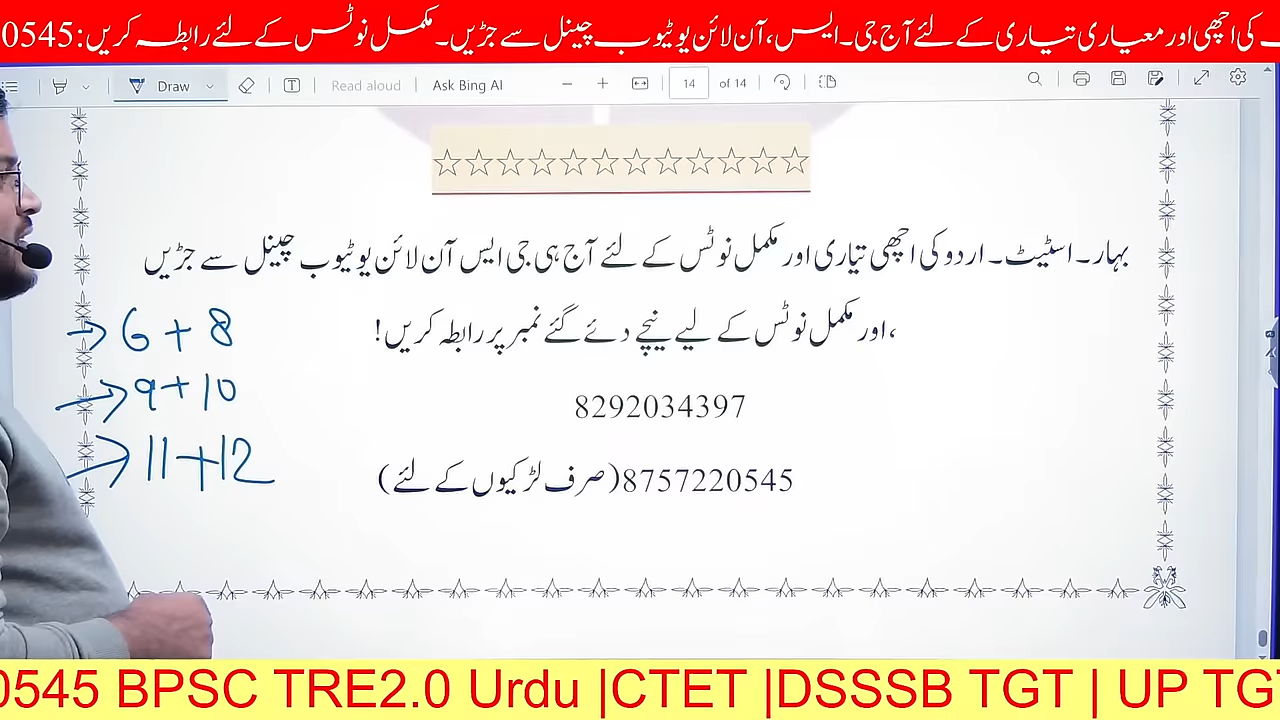 کی اچھی اور معیاری تیاری کے لئے آج جی۔ایس، آن لائن یوٹیوب چینل سے جڑیں۔ مکمل نوٹس کے لئے رابطہ کریں: 0545
Draw
Read aloud
Ask Bing AI
14
of 14
بہار۔ اسٹیٹ۔ اردو کی اچھی تیاری اور مکمل نوٹس کے لئے آج ہی جی ایس آن لائن یوٹیوب چینل سے جڑیں
،اور مکمل نوٹس کے لیے نیچے دئے گئے نمبر پر رابطہ کریں!
→ 6 + 8
→ 9 + 10
→ 11 + 12
8292034397
8757220545(صرف لڑکیوں کے لئے)
0545 BPSC TRE2.0 Urdu |CTET |DSSSB TGT | UP TG